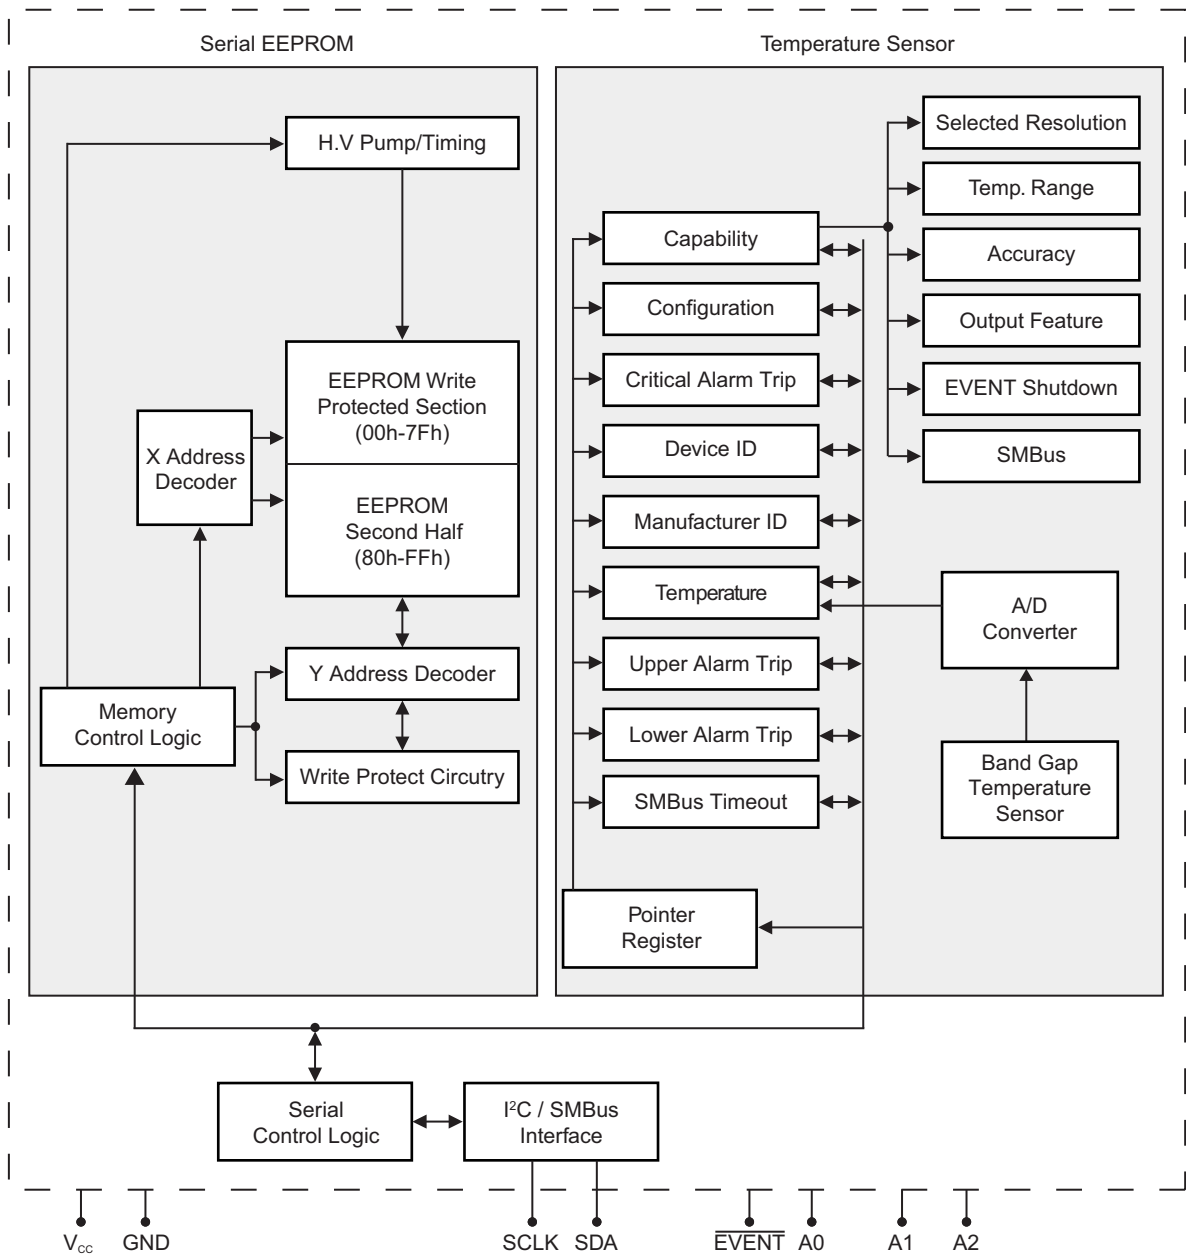 Serial EEPROM
Temperature Sensor
H.V Pump/Timing
EEPROM Write
Protected Section
(00h-7Fh)
X Address
Decoder
EEPROM
Second Half
(80h-FFh)
Y Address Decoder
Memory
Control Logic
Write Protect Circutry
Capability
Configuration
Critical Alarm Trip
Device ID
Manufacturer ID
Temperature
Upper Alarm Trip
Lower Alarm Trip
SMBus Timeout
Pointer
Register
Selected Resolution
Temp. Range
Accuracy
Output Feature
EVENT Shutdown
SMBus
A/D
Converter
Band Gap
Temperature
Sensor
Serial
Control Logic
I²C / SMBus
Interface
VCC GND SCLK SDA EVENT A0 A1 A2